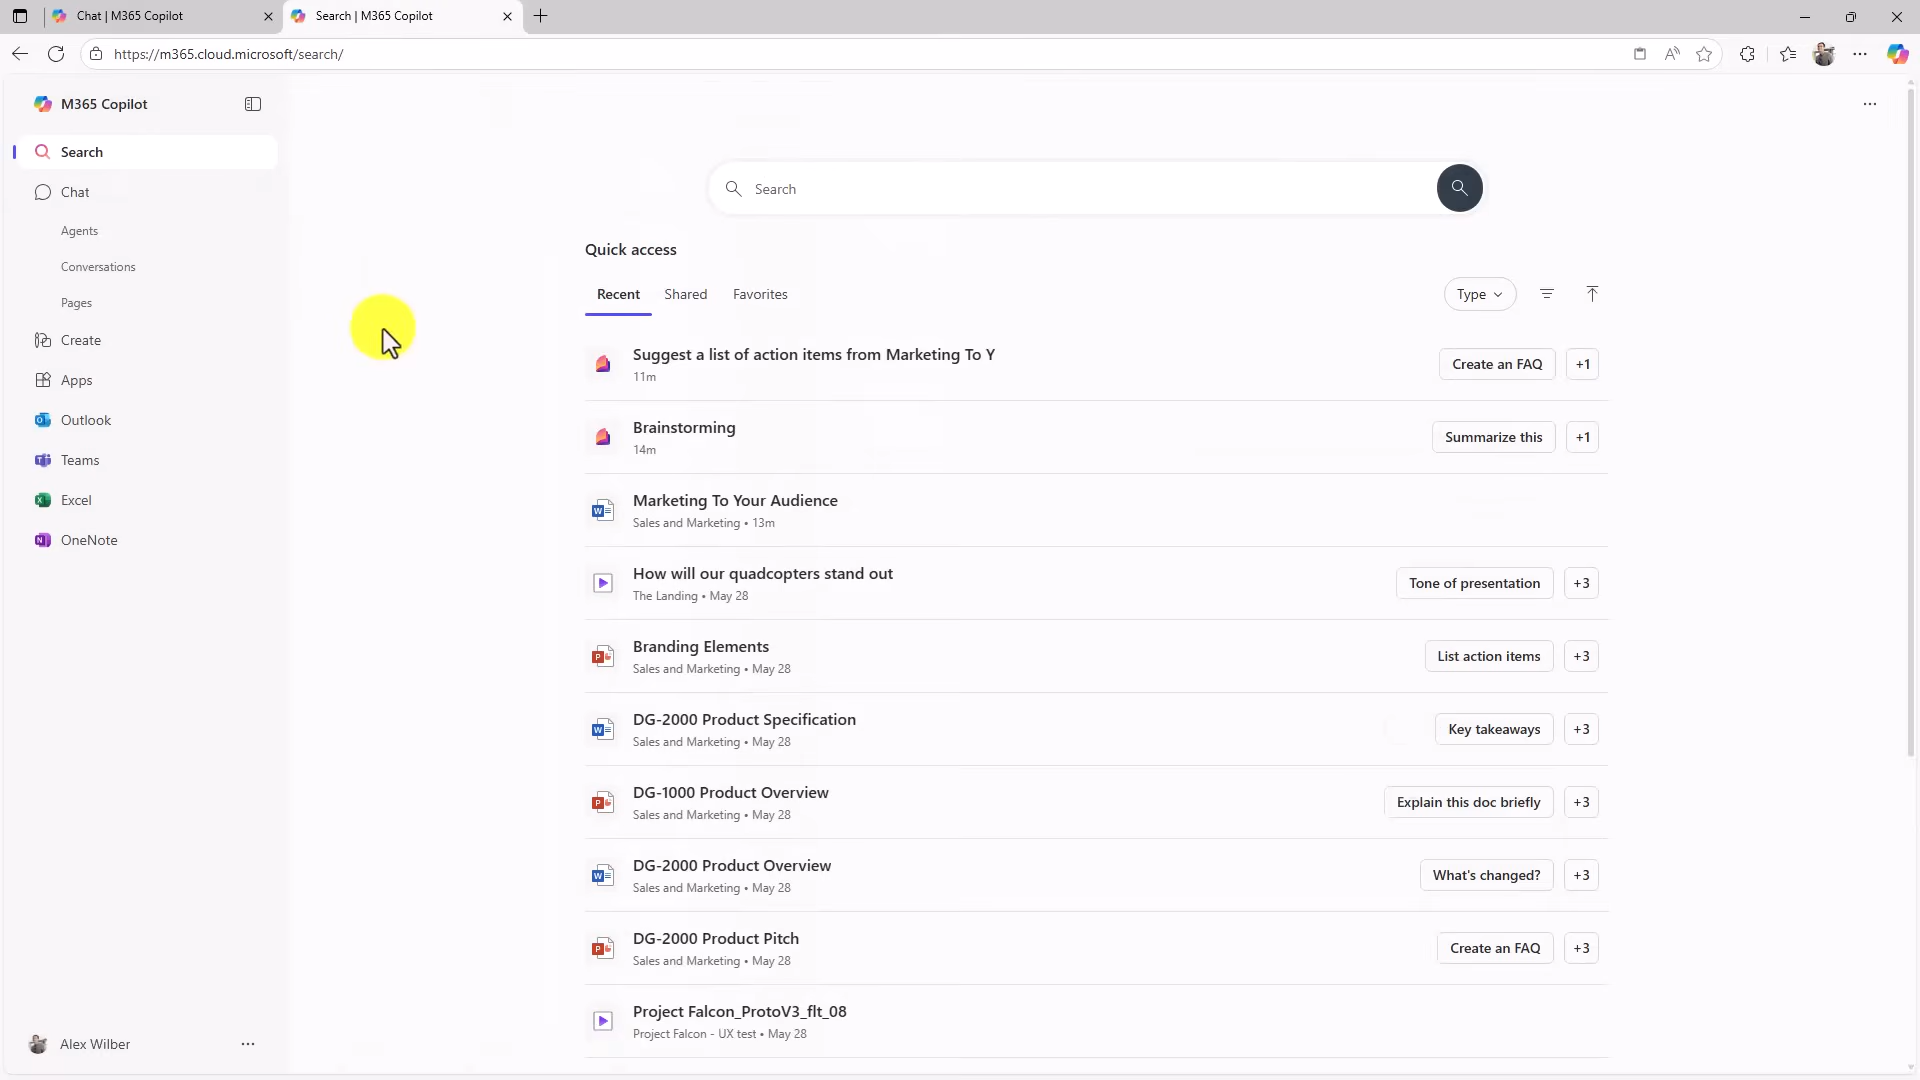 Chat | M365 Copilot
Search | M365 Copilot
https://m365.cloud.microsoft/search/
M365 Copilot
Search
Chat
Agents
Conversations
Pages
Create
Apps
Outlook
Teams
Excel
OneNote
Alex Wilber
Search
Quick access
Recent Shared Favorites
Type
Suggest a list of action items from Marketing To Y
11m
Create an FAQ +1
Brainstorming
14m
Summarize this +1
Marketing To Your Audience
Sales and Marketing • 13m
How will our quadcopters stand out
The Landing • May 28
Tone of presentation +3
Branding Elements
Sales and Marketing • May 28
List action items +3
DG-2000 Product Specification
Sales and Marketing • May 28
Key takeaways +3
DG-1000 Product Overview
Sales and Marketing • May 28
Explain this doc briefly +3
DG-2000 Product Overview
Sales and Marketing • May 28
What's changed? +3
DG-2000 Product Pitch
Sales and Marketing • May 28
Create an FAQ +3
Project Falcon_ProtoV3_flt_08
Project Falcon - UX test • May 28